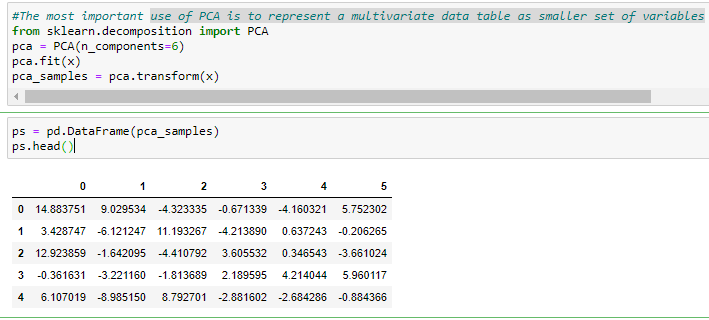 #The most important use of PCA is to represent a multivariate data table as smaller set of variables
from sklearn.decomposition import PCA
pca = PCA(n_components=6)
pca.fit(x)
pca_samples = pca.transform(x)
ps = pd.DataFrame(pca_samples)
ps.head()
0 1 2 3 4 5
0 14.883751 9.029534 -4.323335 -0.671339 -4.160321 5.752302
1 3.428747 -6.121247 11.193267 -4.213890 0.637243 -0.206265
2 12.923859 -1.642095 -4.410792 3.605532 0.346543 -3.661024
3 -0.361631 -3.221160 -1.813689 2.189595 4.214044 5.960117
4 6.107019 -8.985150 8.792701 -2.881602 -2.684286 -0.884366